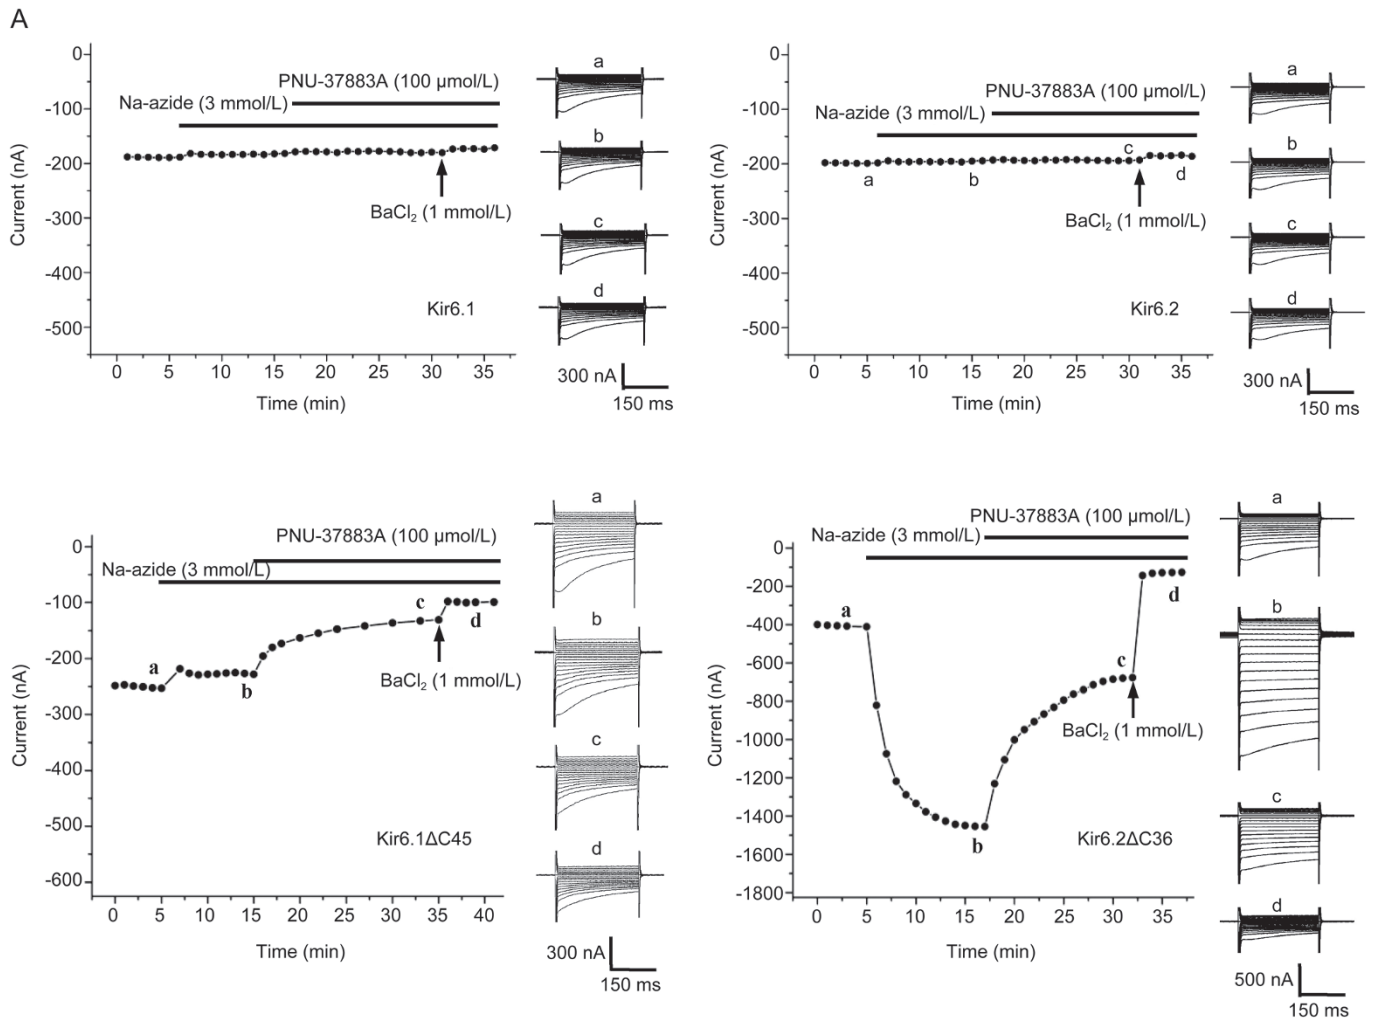 A
0
-100
-200
-300
-400
-500
Current (nA)
PNU-37883A (100 μmol/L)
Na-azide (3 mmol/L)
BaCl2 (1 mmol/L)
Kir6.1
0 5 10 15 20 25 30 35
Time (min)
a
b
c
d
300 nA
150 ms
0
-100
-200
-300
-400
-500
Current (nA)
PNU-37883A (100 μmol/L)
Na-azide (3 mmol/L)
a
b
c
d
BaCl2 (1 mmol/L)
Kir6.2
0 5 10 15 20 25 30 35
Time (min)
a
b
c
d
300 nA
150 ms
0
-100
-200
-300
-400
-500
-600
Current (nA)
PNU-37883A (100 μmol/L)
Na-azide (3 mmol/L)
a
b
c
d
BaCl2 (1 mmol/L)
Kir6.1ΔC45
0 5 10 15 20 25 30 35 40
Time (min)
a
b
c
d
300 nA
150 ms
0
-200
-400
-600
-800
-1000
-1200
-1400
-1600
-1800
Current (nA)
PNU-37883A (100 μmol/L)
Na-azide (3 mmol/L)
a
b
c
d
BaCl2 (1 mmol/L)
Kir6.2ΔC36
0 5 10 15 20 25 30 35
Time (min)
a
b
c
d
500 nA
150 ms